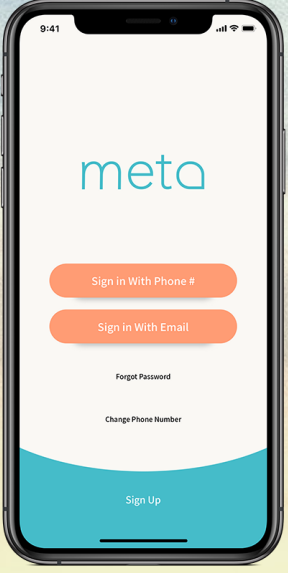 9:41
meta
Sign in With Phone #
Sign in With Email
Forgot Password
Change Phone Number
Sign Up